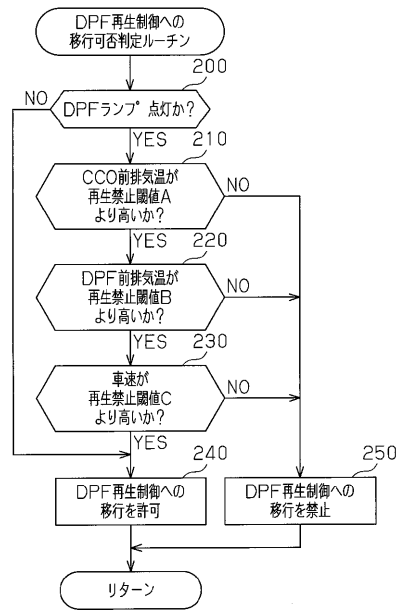 DPF再生制御への
移行可否判定ルーチン
200
NO
DPFランプ点灯か?
YES
210
CCO前排気温が
再生禁止閾値A
より高いか?
NO
YES
220
DPF前排気温が
再生禁止閾値B
より高いか?
NO
YES
230
車速が
再生禁止閾値C
より高いか?
NO
YES
240
DPF再生制御への
移行を許可
250
DPF再生制御への
移行を禁止
リターン